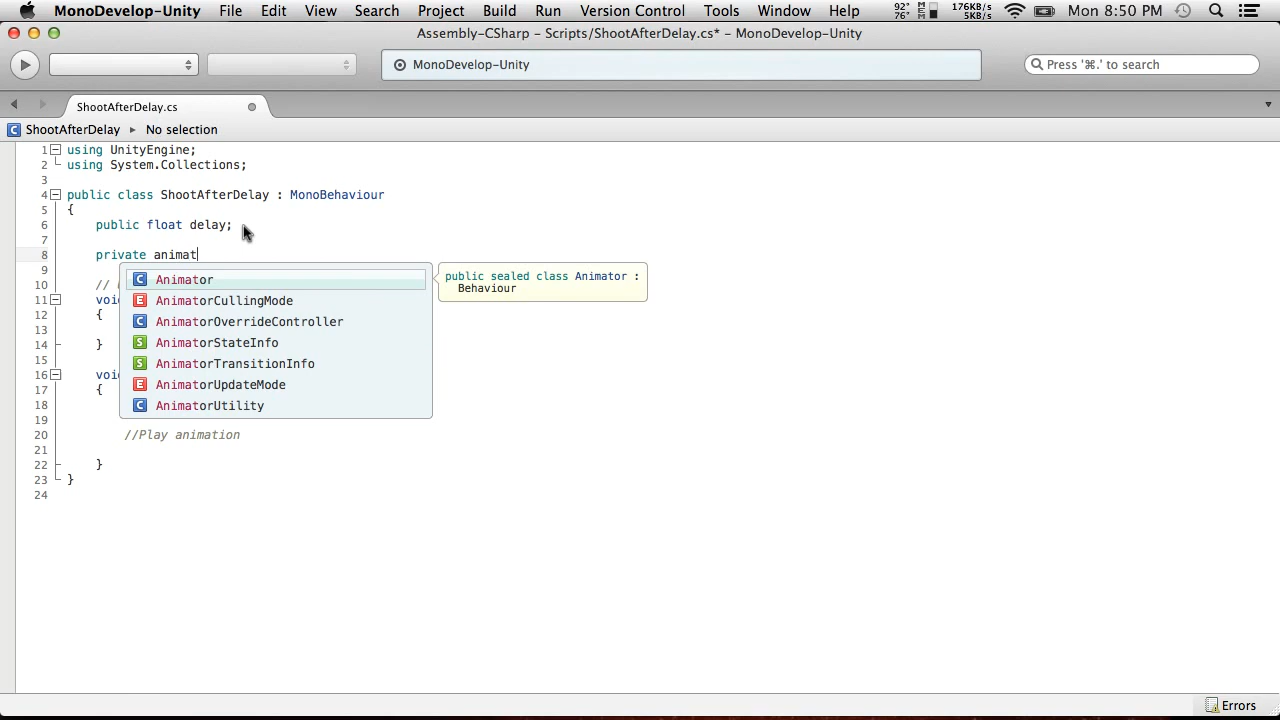 MonoDevelop-Unity File Edit View Search Project Build Run Version Control Tools Window Help 92° 76° M M 176KB/s 5KB/s Mon 8:50 PM
Assembly-CSharp – Scripts/ShootAfterDelay.cs* – MonoDevelop-Unity
MonoDevelop-Unity
Press '⌘.' to search
ShootAfterDelay.cs
C ShootAfterDelay ▸ No selection
1 using UnityEngine;
2 using System.Collections;
3
4 public class ShootAfterDelay : MonoBehaviour
5 {
6 public float delay;
7
8 private animat
9
10 //
11 voi
12 {
13
14 }
15
16 voi
17 {
18
19
20 //Play animation
21
22 }
23 }
24
C Animator
E AnimatorCullingMode
C AnimatorOverrideController
S AnimatorStateInfo
S AnimatorTransitionInfo
E AnimatorUpdateMode
C AnimatorUtility
public sealed class Animator :
Behaviour
Errors